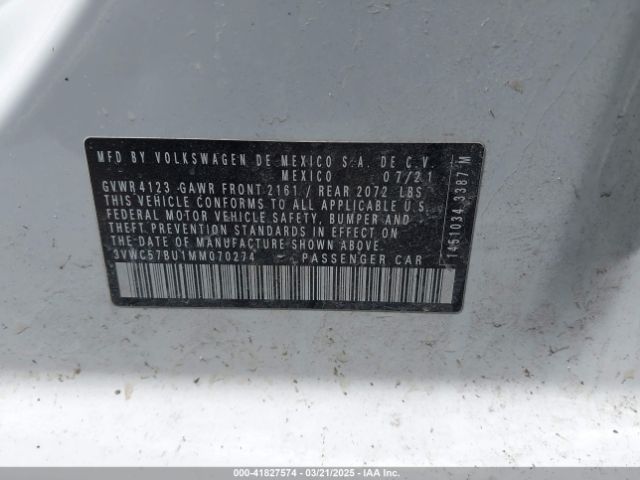 MFD BY VOLKSWAGEN DE MEXICO S.A. DE C.V.
MEXICO 07/21
GVWR 4123 GAWR FRONT 2161 / REAR 2072 LBS
THIS VEHICLE CONFORMS TO ALL APPLICABLE U.S.
FEDERAL MOTOR VEHICLE SAFETY, BUMPER AND
THEFT PREVENTION STANDARDS IN EFFECT ON
THE DATE OF MANUFACTURE SHOWN ABOVE.
3VWC57BU1MM070274 - PASSENGER CAR
1451034 3387 M
000-41827574 | 03/21/2025 | IAA Inc.